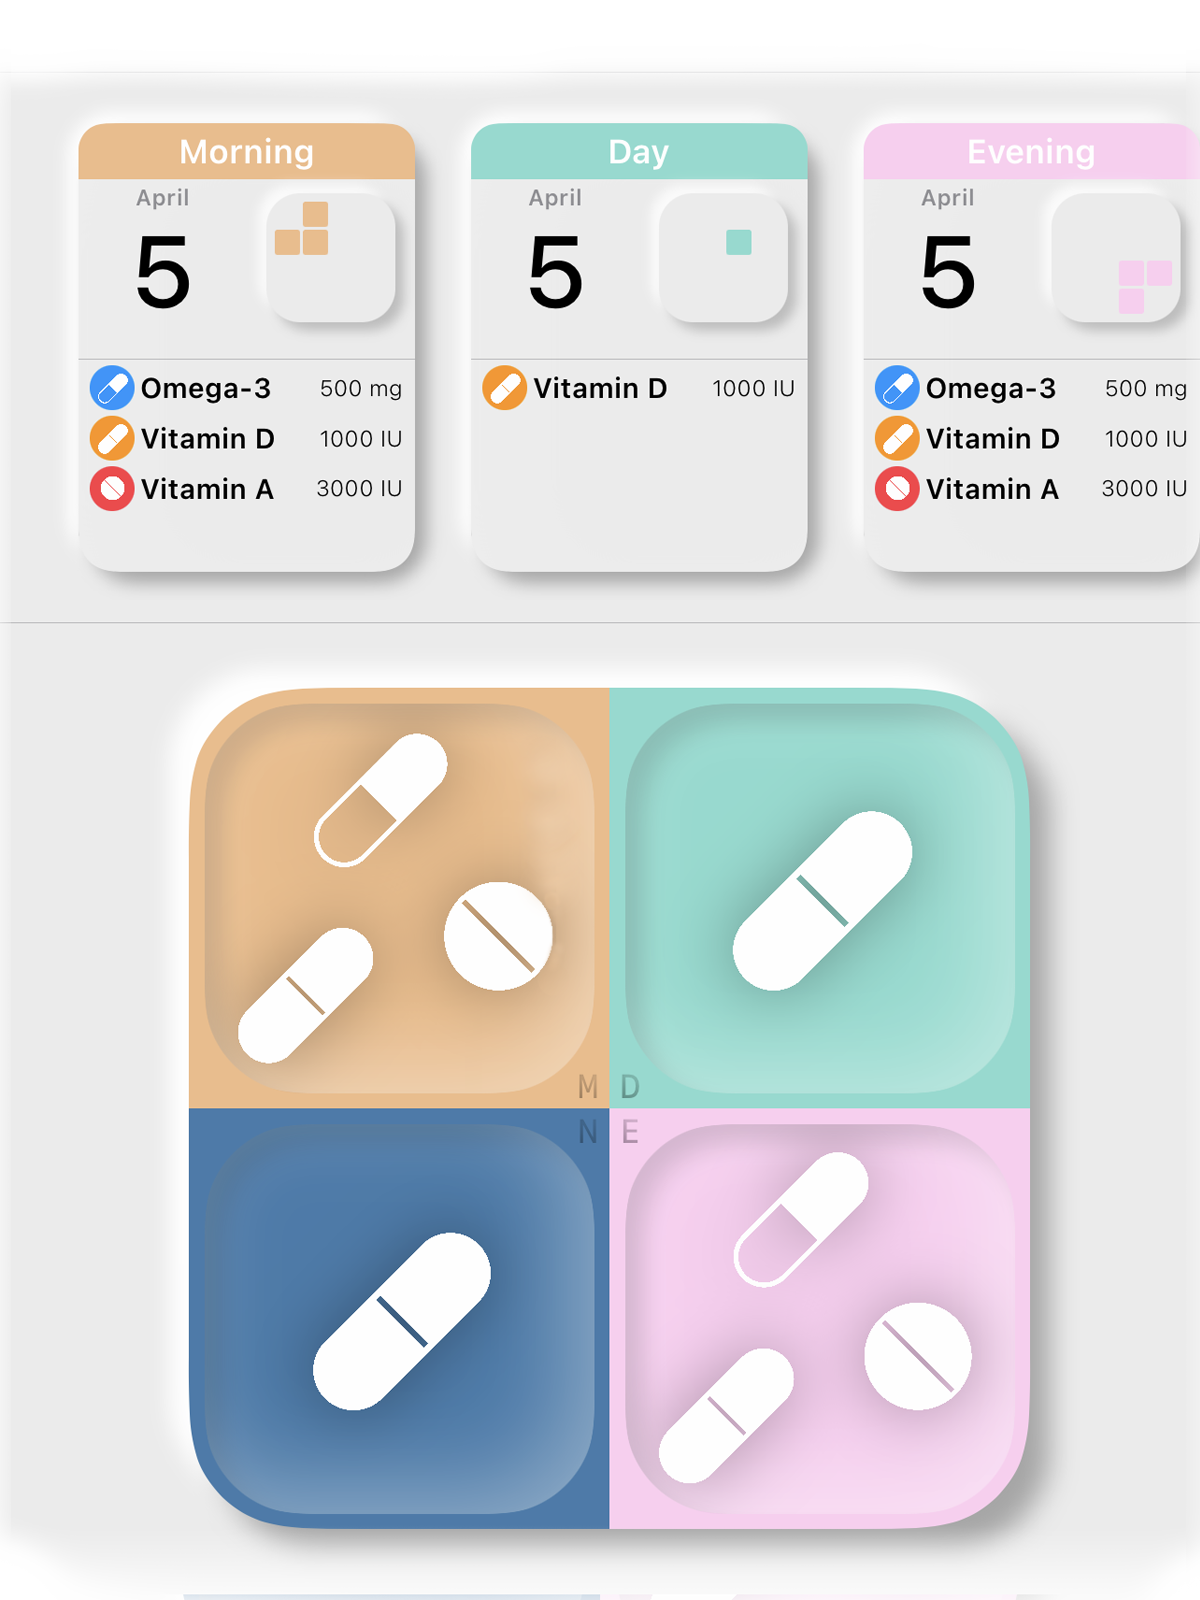 Morning
April
5
Omega-3 500 mg
Vitamin D 1000 IU
Vitamin A 3000 IU
Day
April
5
Vitamin D 1000 IU
Evening
April
5
Omega-3 500 mg
Vitamin D 1000 IU
Vitamin A 3000 IU
M D
N E